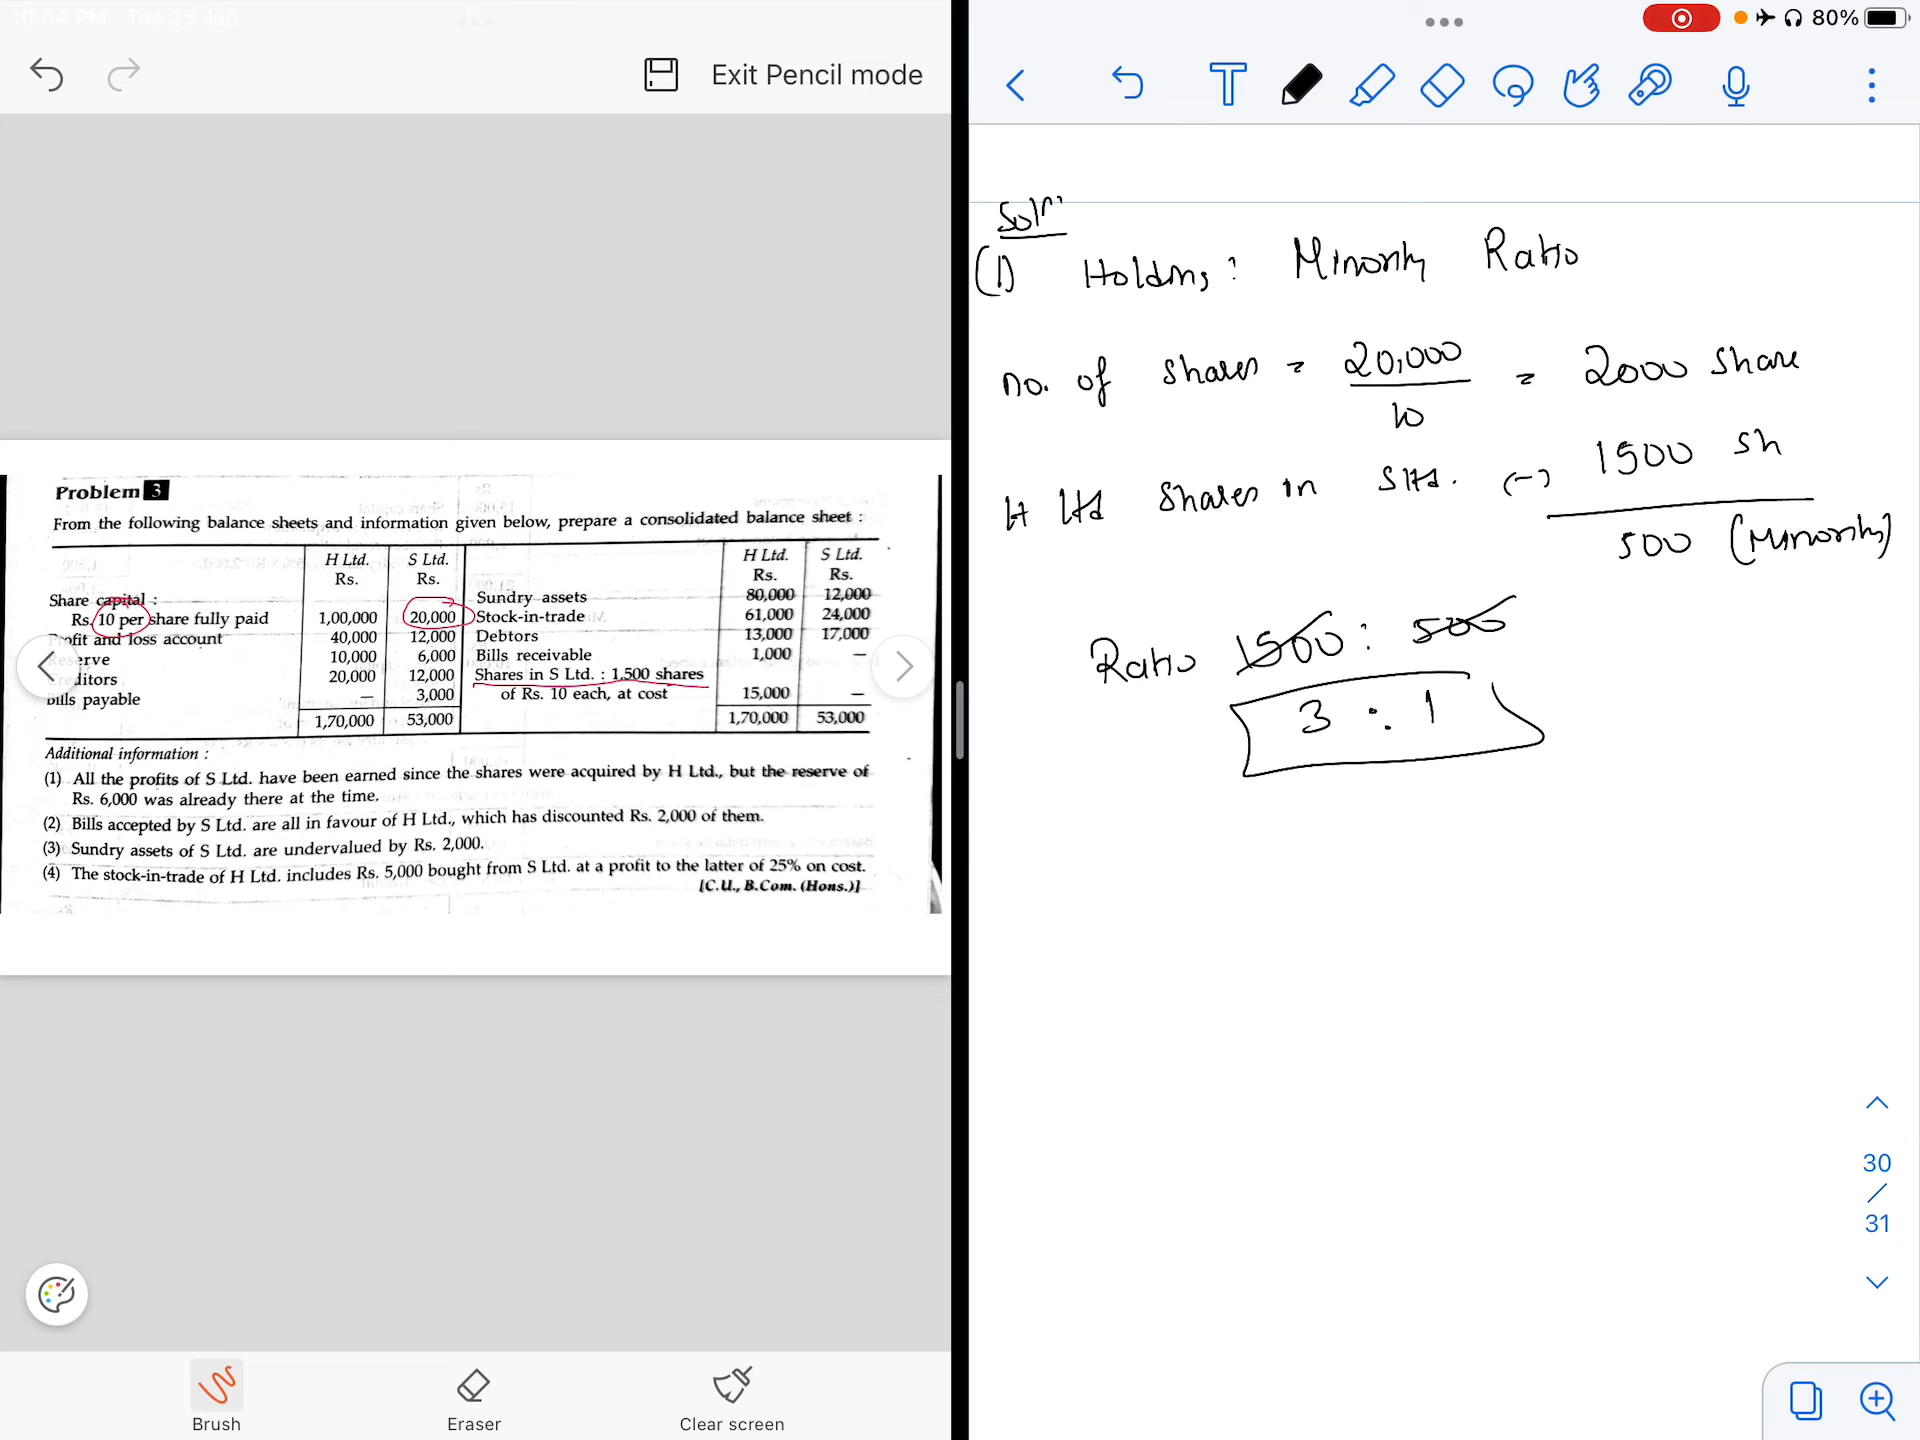 10:04 PM Tue 25 Jan
80%
Exit Pencil mode
Problem 3
From the following balance sheets and information given below, prepare a consolidated balance sheet :
H Ltd. S Ltd. H Ltd. S Ltd.
Rs. Rs. Rs. Rs.
Share capital : Sundry assets 80,000 12,000
Rs. 10 per share fully paid 1,00,000 20,000 Stock-in-trade 61,000 24,000
ofit and loss account 40,000 12,000 Debtors 13,000 17,000
erve 10,000 6,000 Bills receivable 1,000 —
ditors 20,000 12,000 Shares in S Ltd. : 1,500 shares
Bills payable — 3,000 of Rs. 10 each, at cost 15,000 —
1,70,000 53,000 1,70,000 53,000
Additional information :
(1) All the profits of S Ltd. have been earned since the shares were acquired by H Ltd., but the reserve of
Rs. 6,000 was already there at the time.
(2) Bills accepted by S Ltd. are all in favour of H Ltd., which has discounted Rs. 2,000 of them.
(3) Sundry assets of S Ltd. are undervalued by Rs. 2,000.
(4) The stock-in-trade of H Ltd. includes Rs. 5,000 bought from S Ltd. at a profit to the latter of 25% on cost.
[C.U., B.Com. (Hons.)]
Brush
Eraser
Clear screen
Soln
(1) Holding : Minority Ratio
no. of shares = 20,000 / 10 = 2000 share
H Ltd Shares in S Ltd. (-) 1500 sh
500 (Minority)
Ratio 1500 : 500
3 : 1
30
/
31